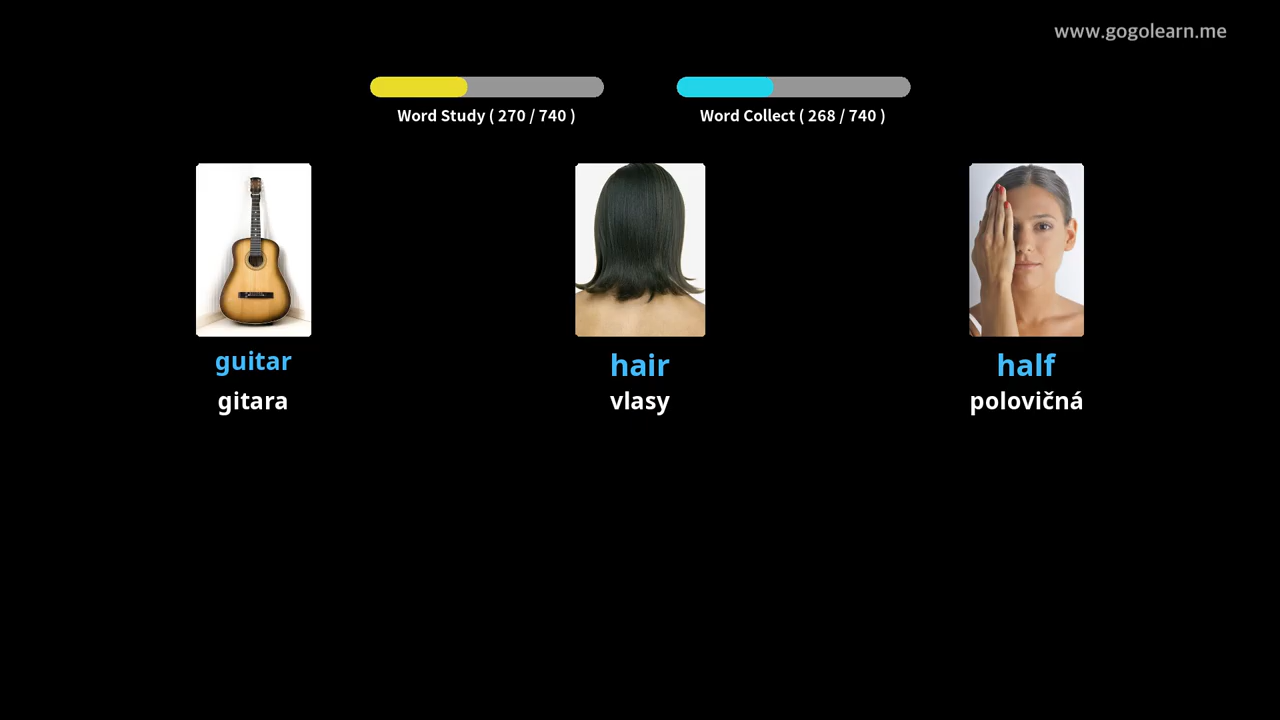 www.gogolearn.me
Word Study ( 270 / 740 )
Word Collect ( 268 / 740 )
guitar
gitara
hair
vlasy
half
polovičná